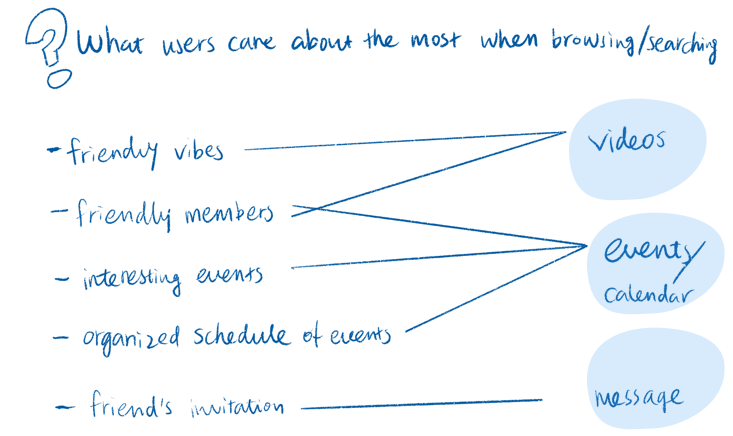 ? What users care about the most when browsing/searching
- friendly vibes
videos
- friendly members
- interesting events
events/
calendar
- organized schedule of events
- friend's invitation
message